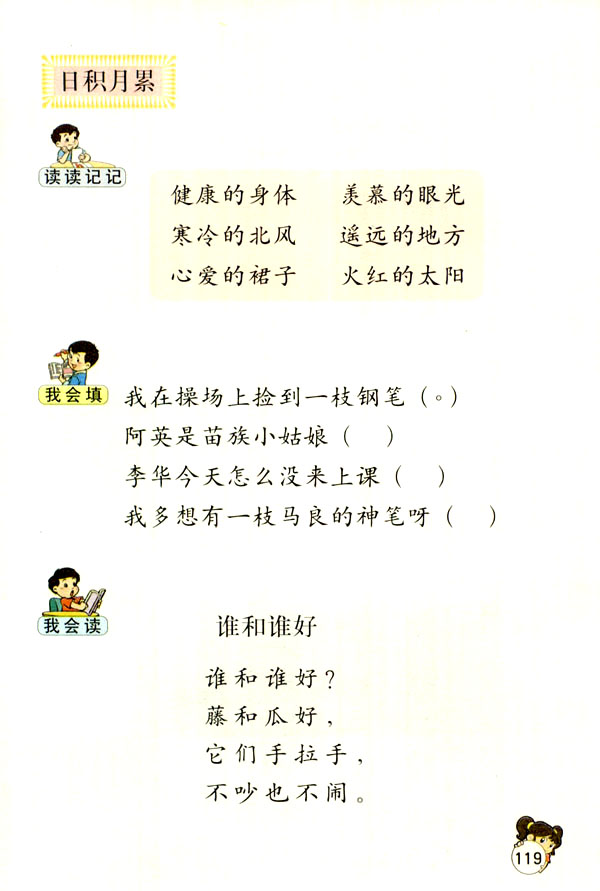 日积月累
读读记记
健康的身体 羡慕的眼光
寒冷的北风 遥远的地方
心爱的裙子 火红的太阳
我会填
我在操场上捡到一枝钢笔（。）
阿英是苗族小姑娘（ ）
李华今天怎么没来上课（ ）
我多想有一枝马良的神笔呀（ ）
我会读
谁和谁好
谁和谁好？
藤和瓜好，
它们手拉手，
不吵也不闹。
119